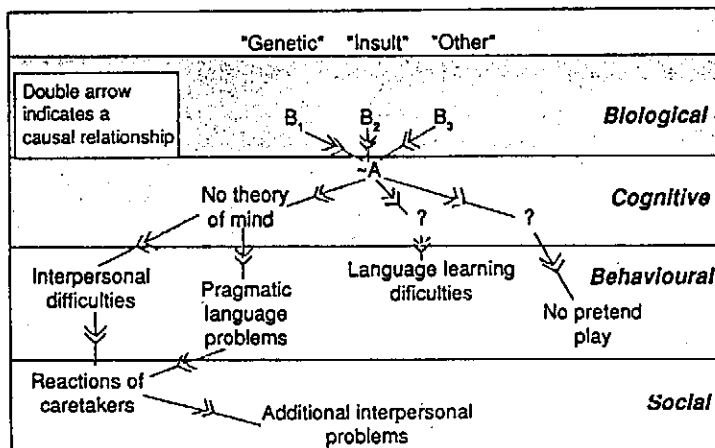 "Genetic" "Insult" "Other"
Double arrow
indicates a
causal relationship
B1 B2 B3
Biological
~A
No theory
of mind
?
?
Cognitive
Interpersonal
difficulties
Pragmatic
language
problems
Language learning
dificulties
No pretend
play
Behavioural
Reactions of
caretakers
Additional interpersonal
problems
Social